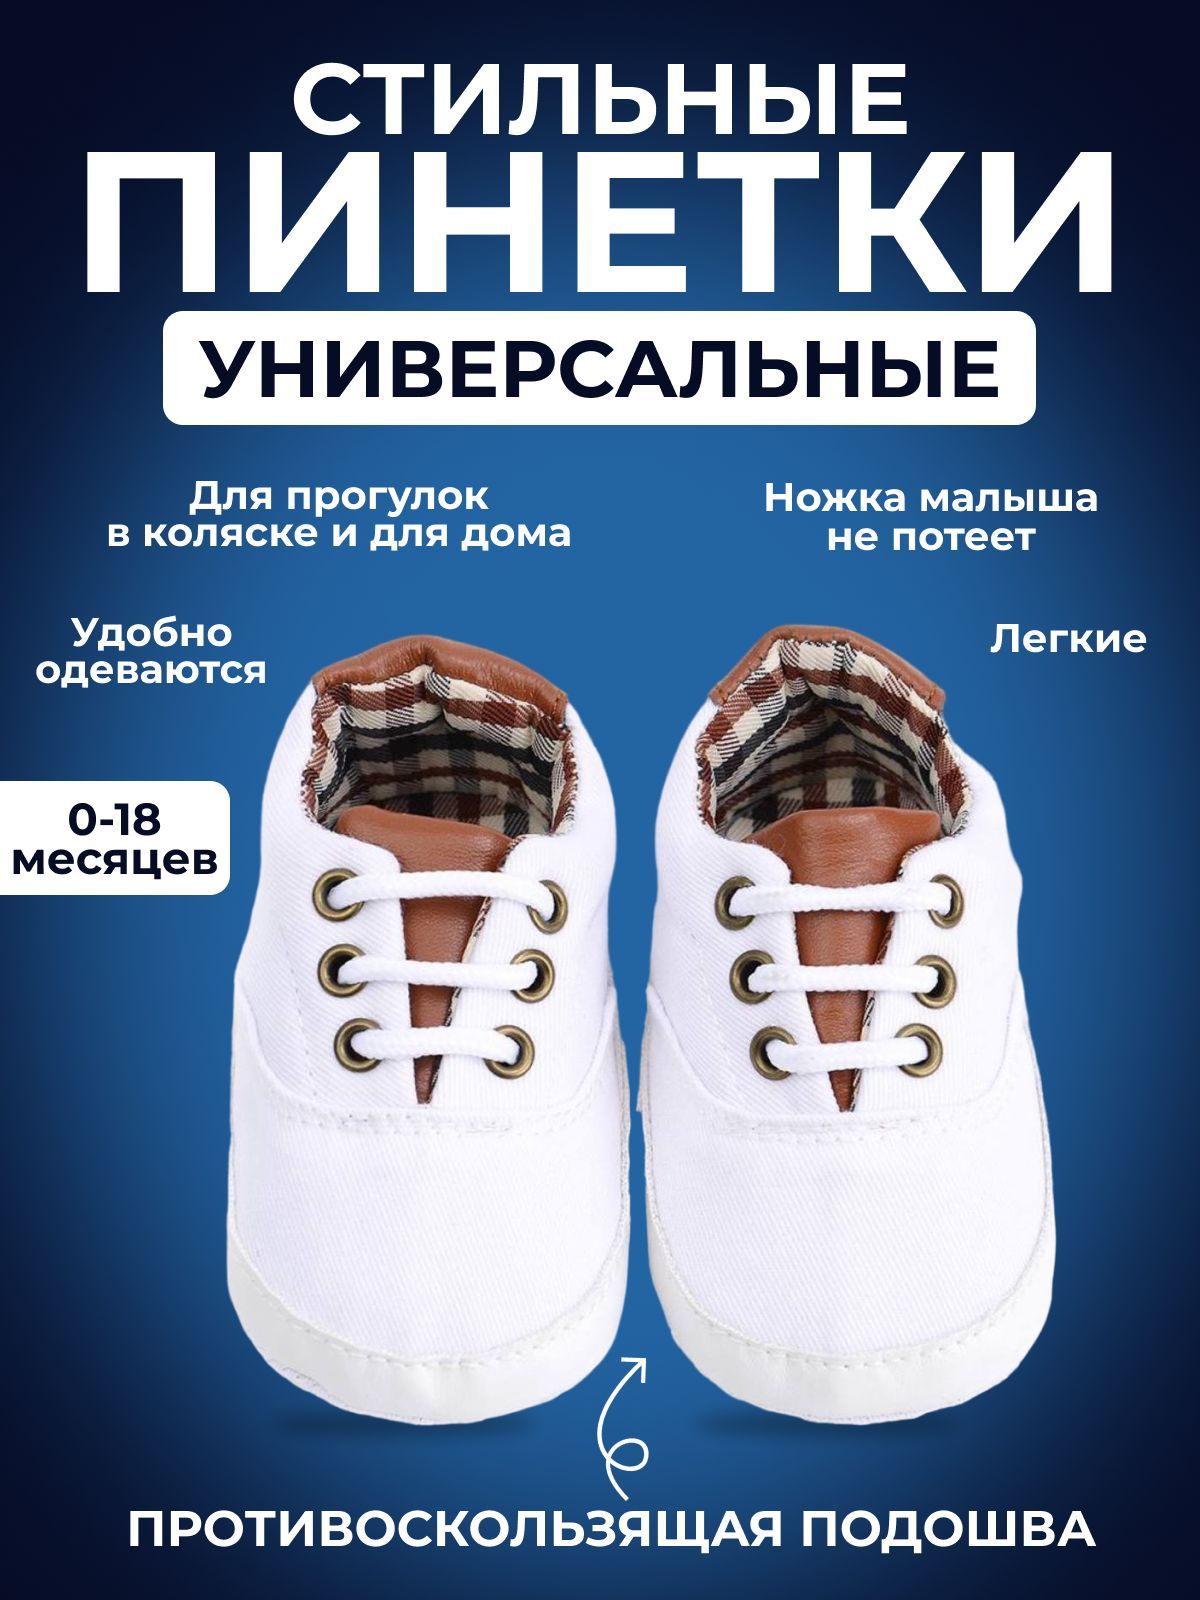 СТИЛЬНЫЕ
ПИНЕТКИ
УНИВЕРСАЛЬНЫЕ
Для прогулок
в коляске и для дома
Ножка малыша
не потеет
Удобно
одеваются
Легкие
0-18
месяцев
ПРОТИВОСКОЛЬЗЯЩАЯ ПОДОШВА